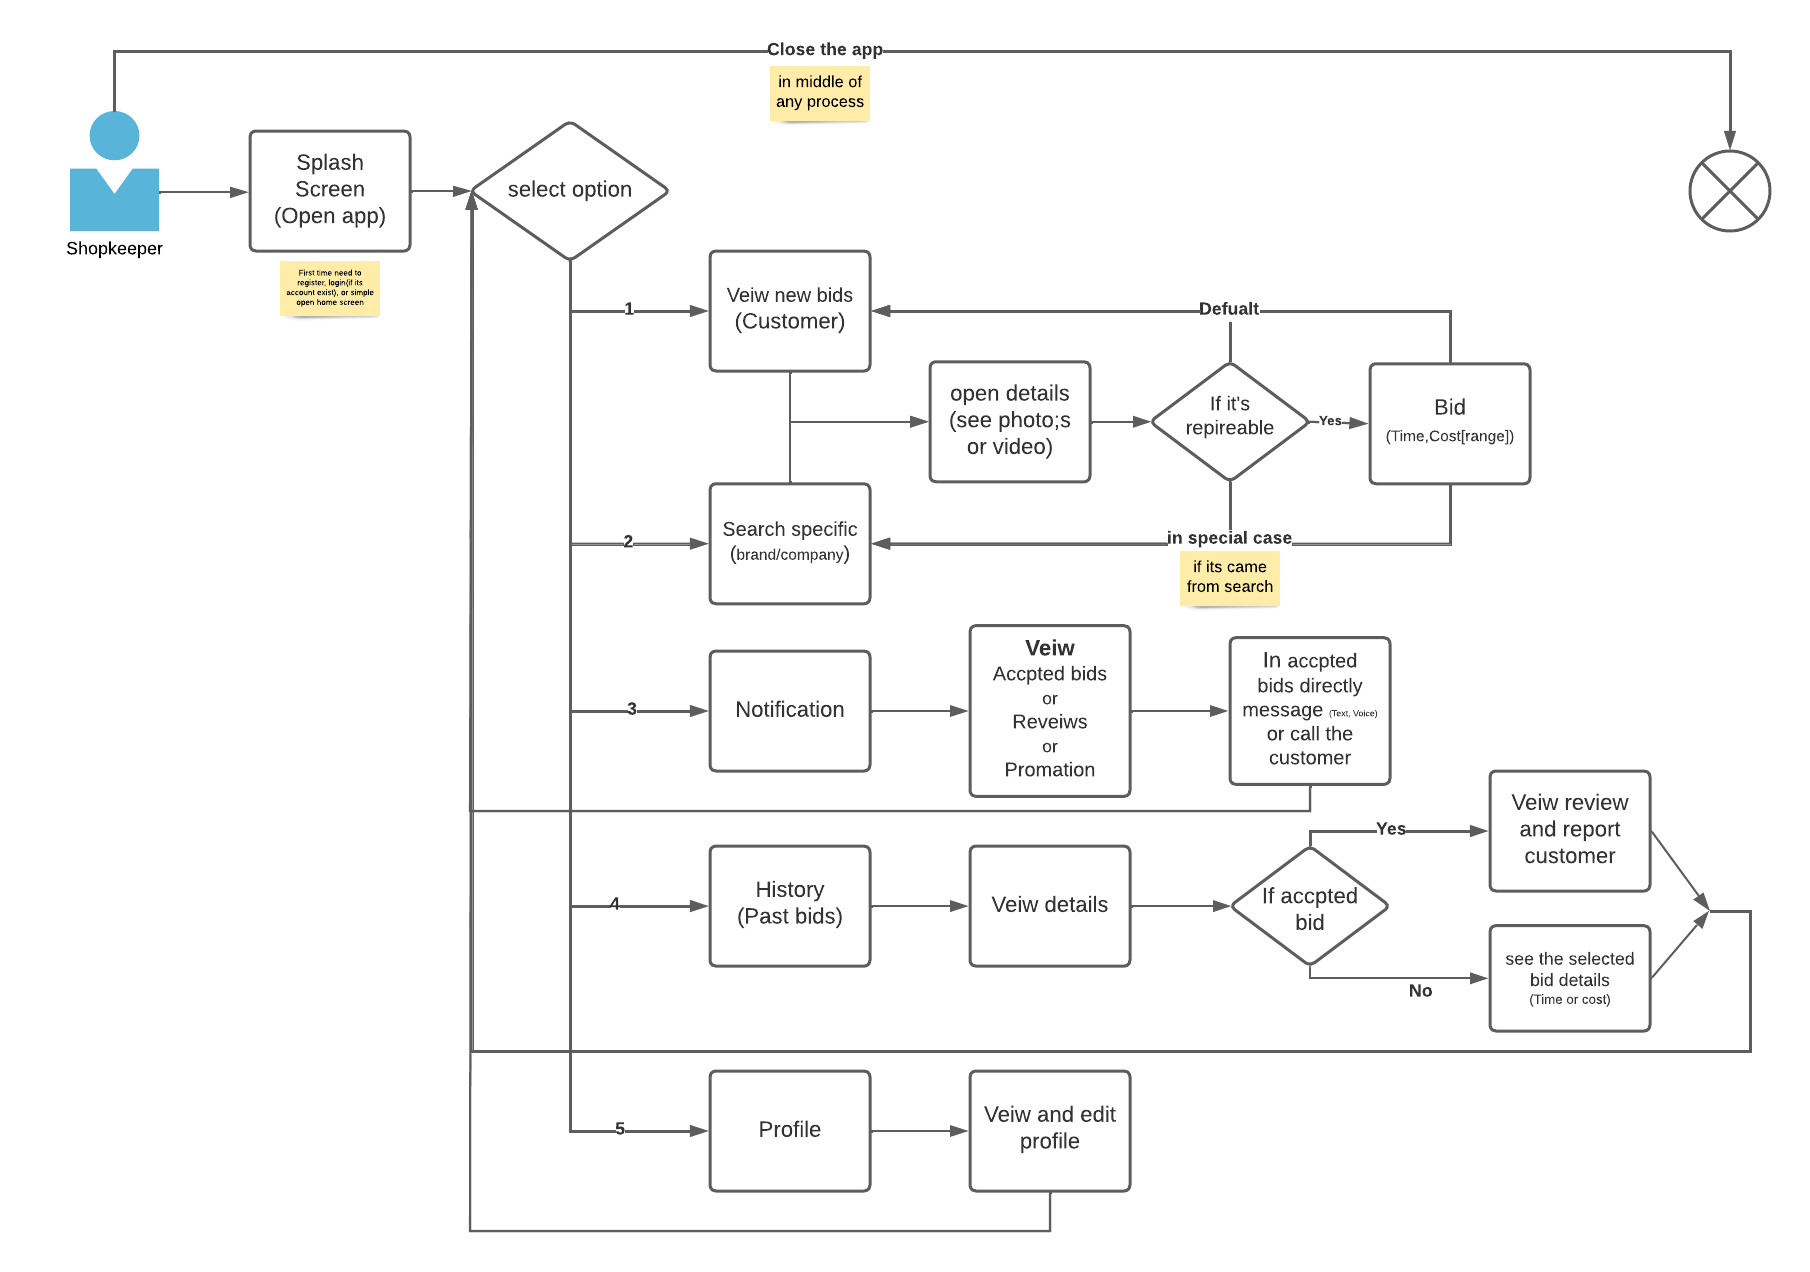 Close the app
in middle of
any process
Shopkeeper
Splash
Screen
(Open app)
First time need to
register, login(if its
account exist), or simple
open home screen
select option
1
Veiw new bids
(Customer)
Defualt
open details
(see photo;s
or video)
If it's
repireable
Yes
Bid
(Time,Cost[range])
2
Search specific
(brand/company)
in special case
if its came
from search
3
Notification
Veiw
Accpted bids
or
Reveiws
or
Promation
In accpted
bids directly
message (Text, Voice)
or call the
customer
4
History
(Past bids)
Veiw details
If accpted
bid
Yes
Veiw review
and report
customer
No
see the selected
bid details
(Time or cost)
5
Profile
Veiw and edit
profile